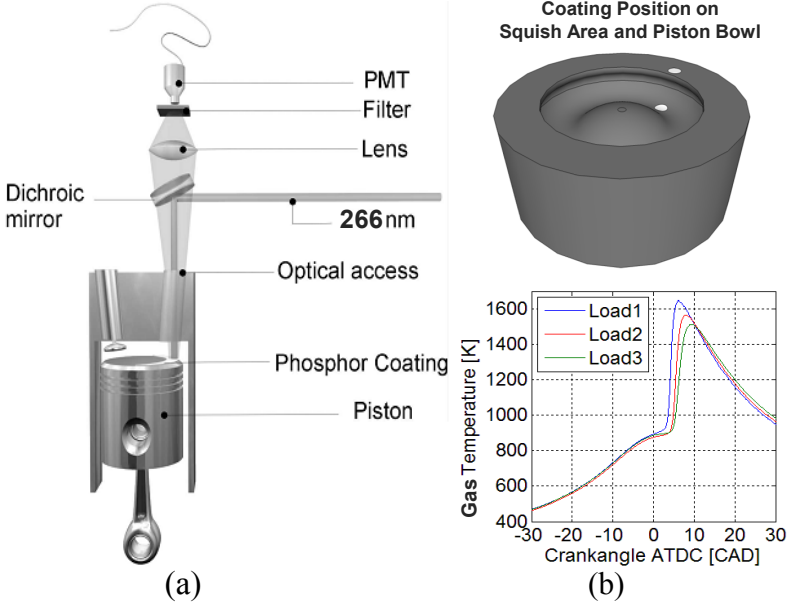 PMT
Filter
Lens
Dichroic
mirror
266nm
Optical access
Phosphor Coating
Piston
(a)
Coating Position on
Squish Area and Piston Bowl
Gas Temperature [K]
1600
1400
1200
1000
800
600
400
Load1
Load2
Load3
-30 -20 -10 0 10 20 30
Crankangle ATDC [CAD]
(b)